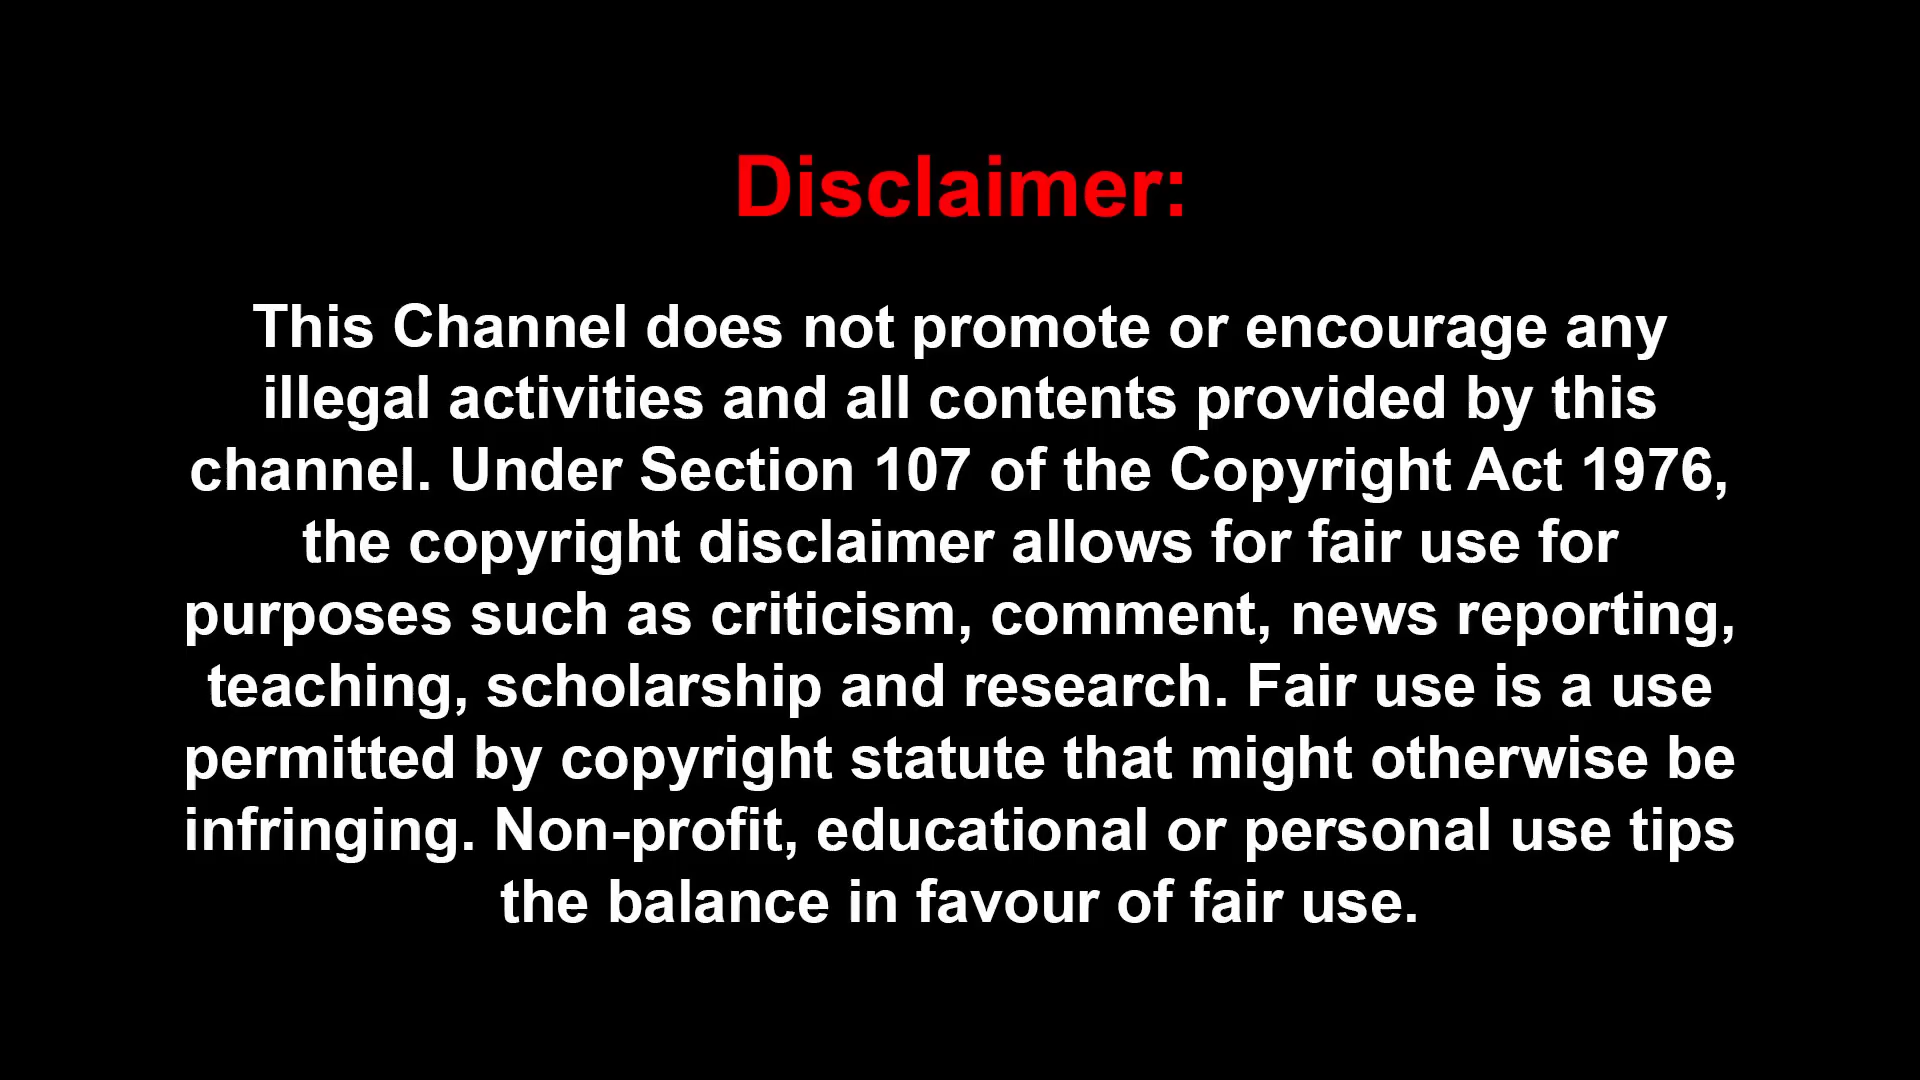 Disclaimer:
This Channel does not promote or encourage any
illegal activities and all contents provided by this
channel. Under Section 107 of the Copyright Act 1976,
the copyright disclaimer allows for fair use for
purposes such as criticism, comment, news reporting,
teaching, scholarship and research. Fair use is a use
permitted by copyright statute that might otherwise be
infringing. Non-profit, educational or personal use tips
the balance in favour of fair use.